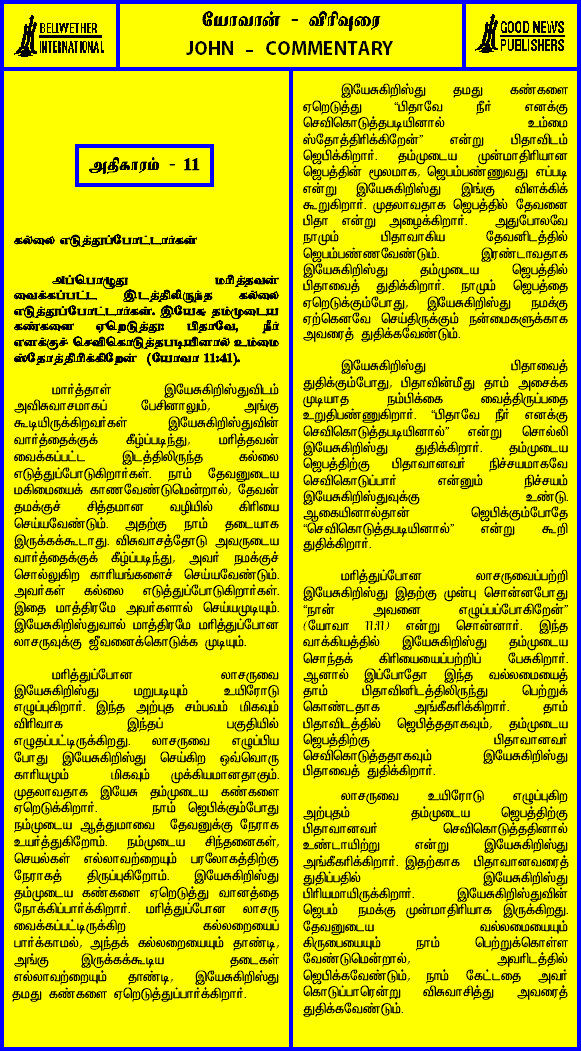 BELWETHER
INTERNATIONAL
யோவான் - விரிவுரை
JOHN - COMMENTARY
GOOD NEWS
PUBLISHERS
அதிகாரம் - 11
கல்லை எடுத்துப்போட்டார்கள்
அப்பொழுது மரித்தவன்
வைக்கப்பட்ட இடத்திலிருந்த கல்லை
எடுத்துப்போட்டார்கள். இயேசு தம்முடைய
கண்களை ஏறெடுத்து: பிதாவே, நீர்
எனக்குச் செவிகொடுத்தபடியினால் உம்மை
ஸ்தோத்திரிக்கிறேன் (யோவா 11:41).
மார்த்தாள் இயேசுகிறிஸ்துவிடம்
அவிசுவாசமாகப் பேசினாலும், அங்கு
கூடியிருக்கிறவர்கள் இயேசுகிறிஸ்துவின்
வார்த்தைக்குக் கீழ்ப்படிந்து, மரித்தவன்
வைக்கப்பட்ட இடத்திலிருந்த கல்லை
எடுத்துப்போடுகிறார்கள். நாம் தேவனுடைய
மகிமையைக் காணவேண்டுமென்றால், தேவன்
தமக்குச் சித்தமான வழியில் கிரியை
செய்யவேண்டும். அதற்கு நாம் தடையாக
இருக்கக்கூடாது. விசுவாசத்தோடு அவருடைய
வார்த்தைக்குக் கீழ்ப்படிந்து, அவர் நமக்குச்
சொல்லுகிற காரியங்களைச் செய்யவேண்டும்.
அவர்கள் கல்லை எடுத்துப்போடுகிறார்கள்.
இதை மாத்திரமே அவர்களால் செய்யமுடியும்.
இயேசுகிறிஸ்துவால் மாத்திரமே மரித்துப்போன
லாசருவுக்கு ஜீவனைக்கொடுக்க முடியும்.
மரித்துப்போன லாசருவை
இயேசுகிறிஸ்து மறுபடியும் உயிரோடு
எழுப்புகிறார். இந்த அற்புத சம்பவம் மிகவும்
விரிவாக இந்தப் பகுதியில்
எழுதப்பட்டிருக்கிறது. லாசருவை எழுப்பிய
போது இயேசுகிறிஸ்து செய்கிற ஒவ்வொரு
காரியமும் மிகவும் முக்கியமானதாகும்.
முதலாவதாக இயேசு தம்முடைய கண்களை
ஏறெடுக்கிறார். நாம் ஜெபிக்கும்போது
நம்முடைய ஆத்துமாவை தேவனுக்கு நேராக
உயர்த்துகிறோம். நம்முடைய சிந்தனைகள்,
செயல்கள் எல்லாவற்றையும் பரலோகத்திற்கு
நேராகத் திருப்புகிறோம். இயேசுகிறிஸ்து
தம்முடைய கண்களை ஏறெடுத்து வானத்தை
நோக்கிப்பார்க்கிறார். மரித்துப்போன லாசரு
வைக்கப்பட்டிருக்கிற கல்லறையைப்
பார்க்காமல், அந்தக் கல்லறையையும் தாண்டி,
அங்கு இருக்கக்கூடிய தடைகள்
எல்லாவற்றையும் தாண்டி, இயேசுகிறிஸ்து
தமது கண்களை ஏறெடுத்துப்பார்க்கிறார்.
இயேசுகிறிஸ்து தமது கண்களை
ஏறெடுத்து "பிதாவே நீர் எனக்கு
செவிகொடுத்தபடியினால் உம்மை
ஸ்தோத்திரிக்கிறேன்" என்று பிதாவிடம்
ஜெபிக்கிறார். தம்முடைய முன்மாதிரியான
ஜெபத்தின் மூலமாக, ஜெபம்பண்ணுவது எப்படி
என்று இயேசுகிறிஸ்து இங்கு விளக்கிக்
கூறுகிறார். முதலாவதாக ஜெபத்தில் தேவனை
பிதா என்று அழைக்கிறார். அதுபோலவே
நாமும் பிதாவாகிய தேவனிடத்தில்
ஜெபம்பண்ணவேண்டும். இரண்டாவதாக
இயேசுகிறிஸ்து தம்முடைய ஜெபத்தில்
பிதாவைத் துதிக்கிறார். நாமும் ஜெபத்தை
ஏறெடுக்கும்போது, இயேசுகிறிஸ்து நமக்கு
ஏற்கெனவே செய்திருக்கும் நன்மைகளுக்காக
அவரைத் துதிக்கவேண்டும்.
இயேசுகிறிஸ்து பிதாவைத்
துதிக்கும்போது, பிதாவின்மீது தாம் அசைக்க
முடியாத நம்பிக்கை வைத்திருப்பதை
உறுதிபண்ணுகிறார். "பிதாவே நீர் எனக்கு
செவிகொடுத்தபடியினால்" என்று சொல்லி
இயேசுகிறிஸ்து துதிக்கிறார். தம்முடைய
ஜெபத்திற்கு பிதாவானவர் நிச்சயமாகவே
செவிகொடுப்பார் என்னும் நிச்சயம்
இயேசுகிறிஸ்துவுக்கு உண்டு.
ஆகையினால்தான் ஜெபிக்கும்போதே
"செவிகொடுத்தபடியினால்" என்று கூறி
துதிக்கிறார்.
மரித்துப்போன லாசருவைப்பற்றி
இயேசுகிறிஸ்து இதற்கு முன்பு சொன்னபோது
"நான் அவனை எழுப்பப்போகிறேன்"
(யோவா 11:11) என்று சொன்னார். இந்த
வாக்கியத்தில் இயேசுகிறிஸ்து தம்முடைய
சொந்தக் கிரியையைப்பற்றிப் பேசுகிறார்.
ஆனால் இப்போதோ இந்த வல்லமையைத்
தாம் பிதாவினிடத்திலிருந்து பெற்றுக்
கொண்டதாக அங்கீகரிக்கிறார். தாம்
பிதாவிடத்தில் ஜெபித்ததாகவும், தம்முடைய
ஜெபத்திற்கு பிதாவானவர்
செவிகொடுத்ததாகவும் இயேசுகிறிஸ்து
பிதாவைத் துதிக்கிறார்.
லாசருவை உயிரோடு எழுப்புகிற
அற்புதம் தம்முடைய ஜெபத்திற்கு
பிதாவானவர் செவிகொடுத்ததினால்
உண்டாயிற்று என்று இயேசுகிறிஸ்து
அங்கீகரிக்கிறார். இதற்காக பிதாவானவரைத்
துதிப்பதில் இயேசுகிறிஸ்து
பிரியமாயிருக்கிறார். இயேசுகிறிஸ்துவின்
ஜெபம் நமக்கு முன்மாதிரியாக இருக்கிறது.
தேவனுடைய வல்லமையையும்
கிருபையையும் நாம் பெற்றுக்கொள்ள
வேண்டுமென்றால், அவரிடத்தில்
ஜெபிக்கவேண்டும், நாம் கேட்டதை அவர்
கொடுப்பாரென்று விசுவாசித்து அவரைத்
துதிக்கவேண்டும்.